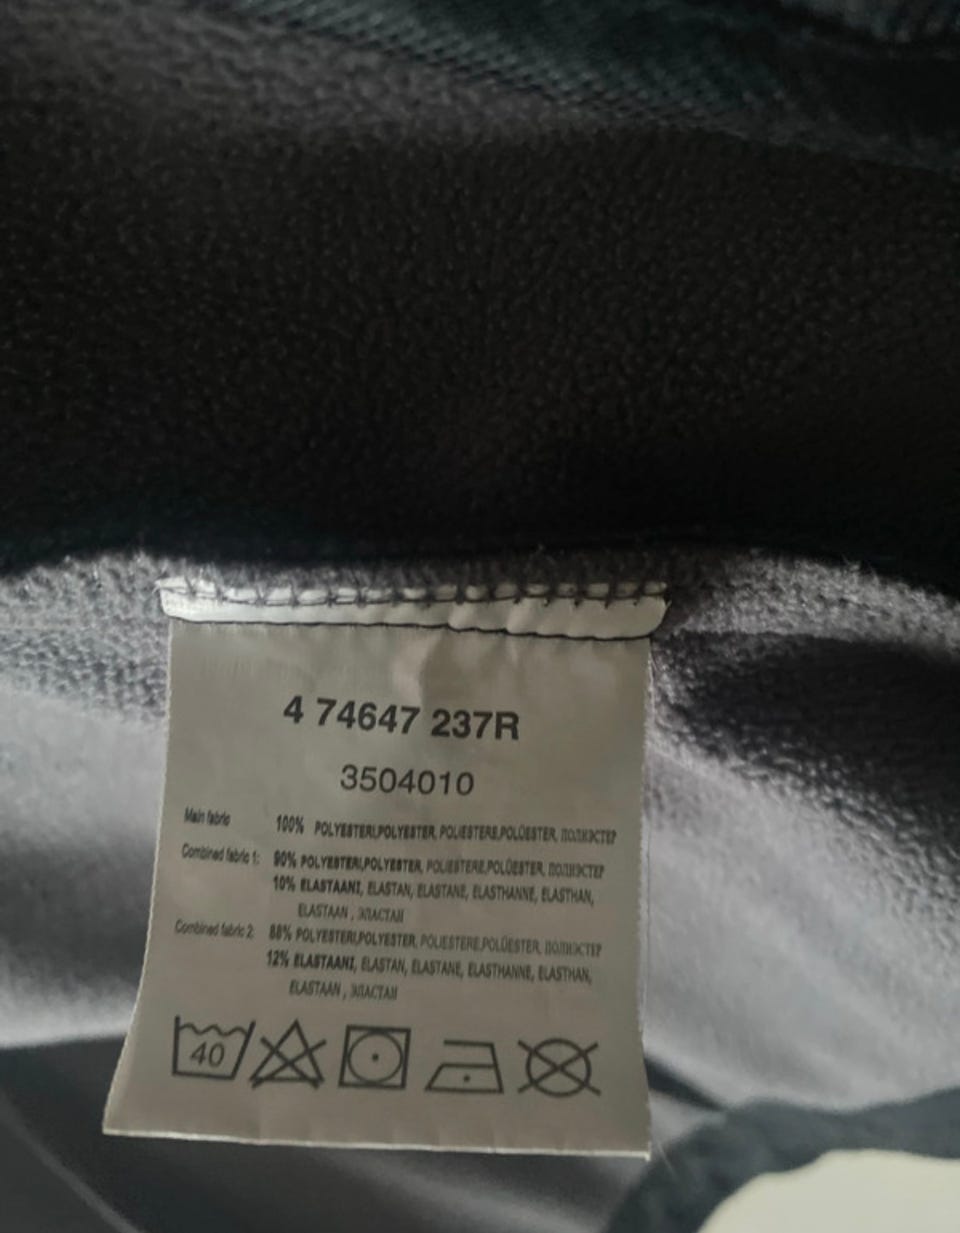 4 74647 237R
3504010
Main fabric 100% POLYESTERI,POLYESTER, POLIESTERE,POLÜESTER, ПОЛИЭСТЕР
Combined fabric 1: 90% POLYESTERI,POLYESTER, POLIESTERE,POLÜESTER, ПОЛИЭСТЕР
10% ELASTAANI, ELASTAN, ELASTANE, ELASTHANNE, ELASTHAN,
ELASTAAN , ЭЛАСТАН
Combined fabric 2: 88% POLYESTERI,POLYESTER, POLIESTERE,POLÜESTER, ПОЛИЭСТЕР
12% ELASTAANI, ELASTAN, ELASTANE, ELASTHANNE, ELASTHAN,
ELASTAAN , ЭЛАСТАН
40